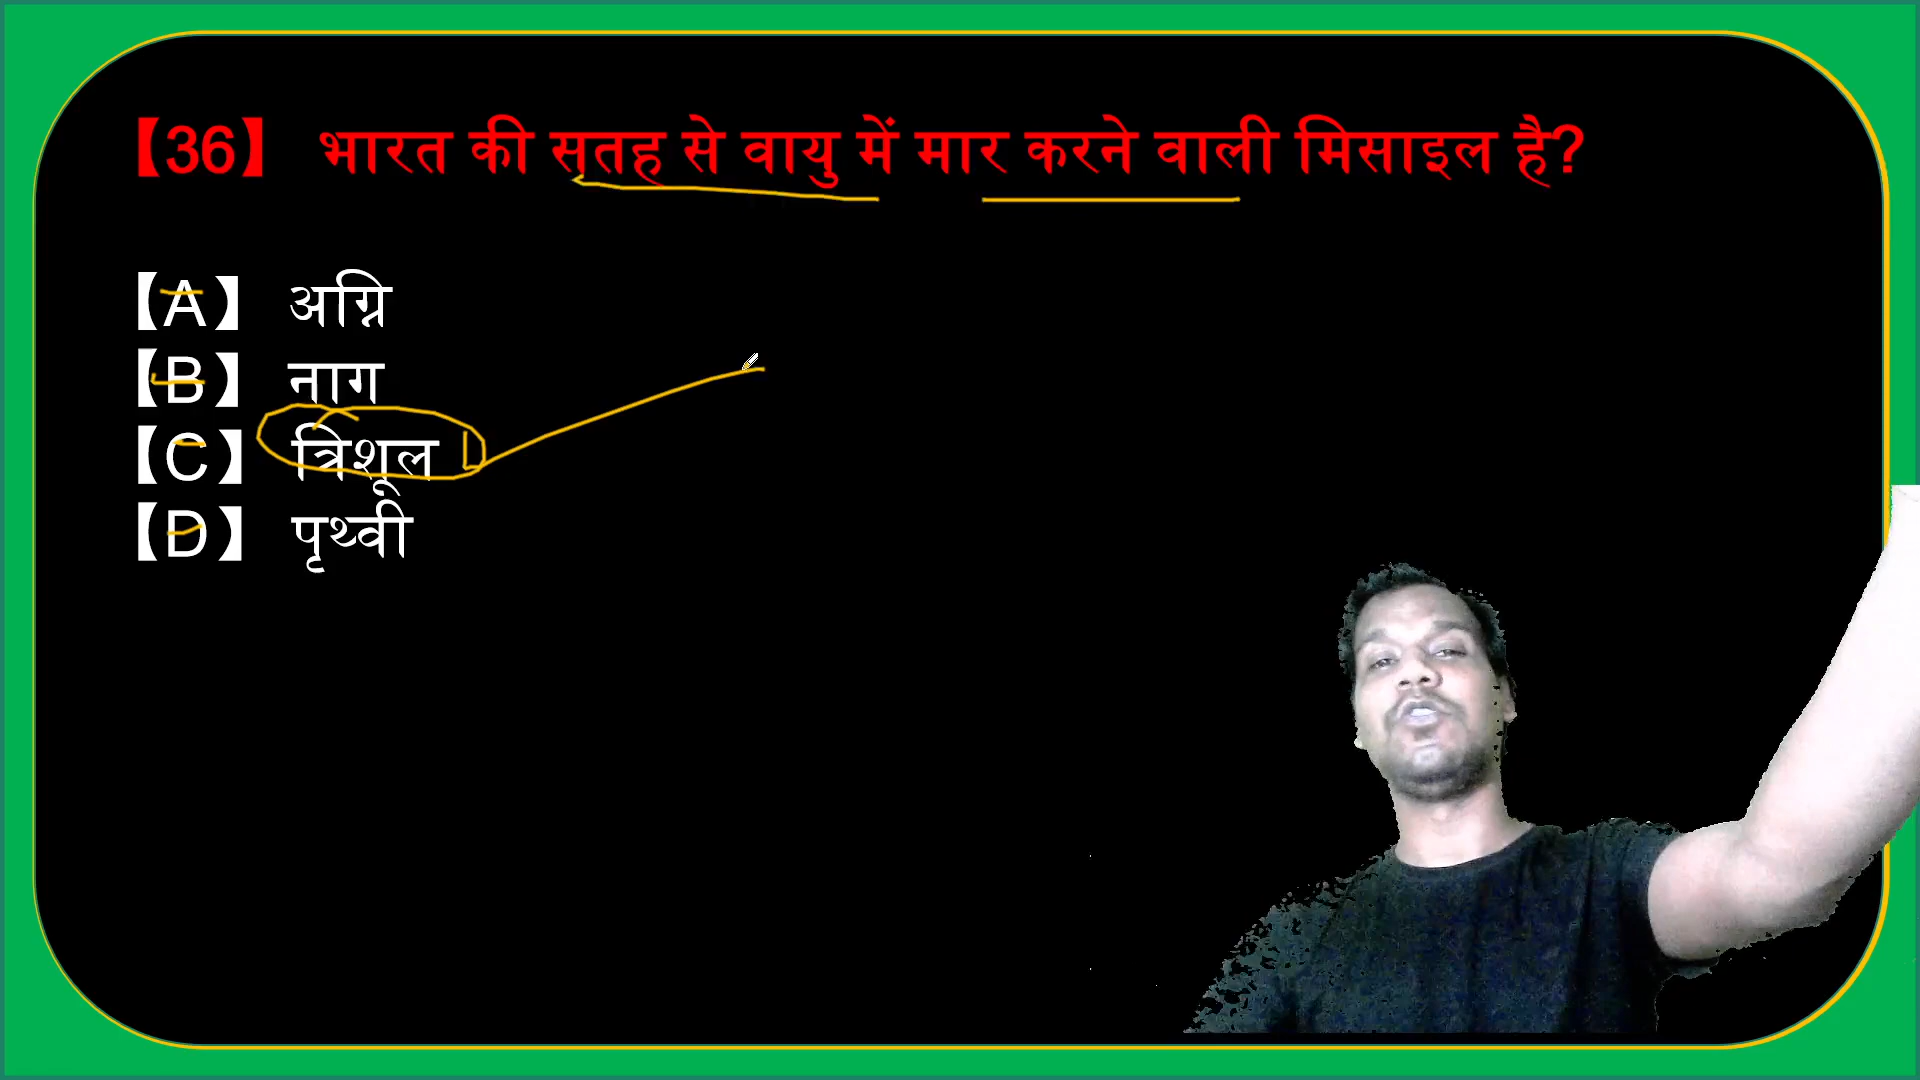 【36】 भारत की सतह से वायु में मार करने वाली मिसाइल है?
【A】 अग्नि
【B】 नाग
【C】 त्रिशूल
【D】 पृथ्वी